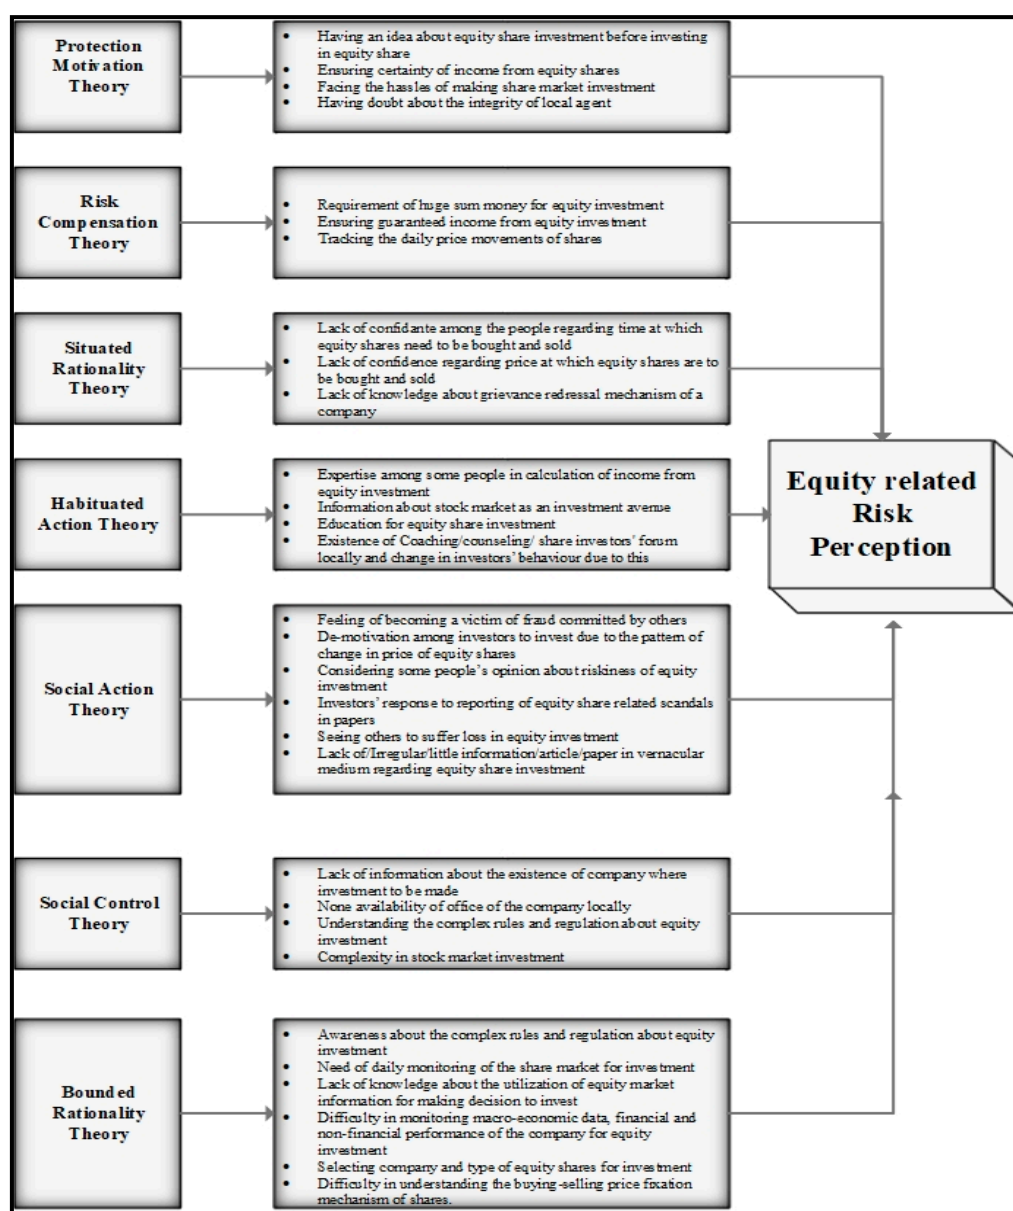 Protection
Motivation
Theory
• Having an idea about equity share investment before investing
in equity share
• Ensuring certainty of income from equity shares
• Facing the hassles of making share market investment
• Having doubt about the integrity of local agent
Risk
Compensation
Theory
• Requirement of huge sum money for equity investment
• Ensuring guaranteed income from equity investment
• Tracking the daily price movements of shares
Situated
Rationality
Theory
• Lack of confidante among the people regarding time at which
equity shares need to be bought and sold
• Lack of confidence regarding price at which equity shares are to
be bought and sold
• Lack of knowledge about grievance redressal mechanism of a
company
Habituated
Action Theory
• Expertise among some people in calculation of income from
equity investment
• Information about stock market as an investment avenue
• Education for equity share investment
• Existence of Coaching/counseling/ share investors' forum
locally and change in investors' behaviour due to this
Equity related
Risk
Perception
Social Action
Theory
• Feeling of becoming a victim of fraud committed by others
• De-motivation among investors to invest due to the pattern of
change in price of equity shares
• Considering some people's opinion about riskiness of equity
investment
• Investors' response to reporting of equity share related scandals
in papers
• Seeing others to suffer loss in equity investment
• Lack of/Irregular/little information/article/paper in vernacular
medium regarding equity share investment
Social Control
Theory
• Lack of information about the existence of company where
investment to be made
• None availability of office of the company locally
• Understanding the complex rules and regulation about equity
investment
• Complexity in stock market investment
Bounded
Rationality
Theory
• Awareness about the complex rules and regulation about equity
investment
• Need of daily monitoring of the share market for investment
• Lack of knowledge about the utilization of equity market
information for making decision to invest
• Difficulty in monitoring macro-economic data, financial and
non-financial performance of the company for equity
investment
• Selecting company and type of equity shares for investment
• Difficulty in understanding the buying-selling price fixation
mechanism of shares.